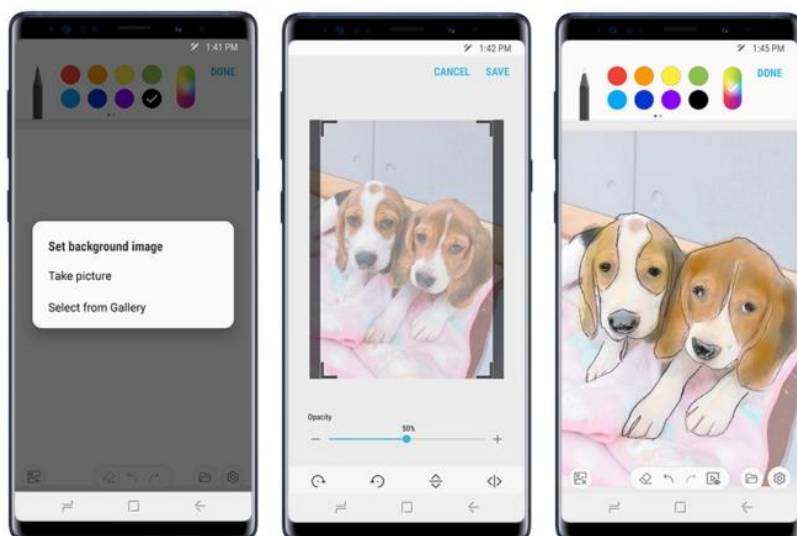 1:41 PM
DONE
Set background image
Take picture
Select from Gallery
1:42 PM
CANCEL SAVE
Opacity
50%
1:45 PM
DONE